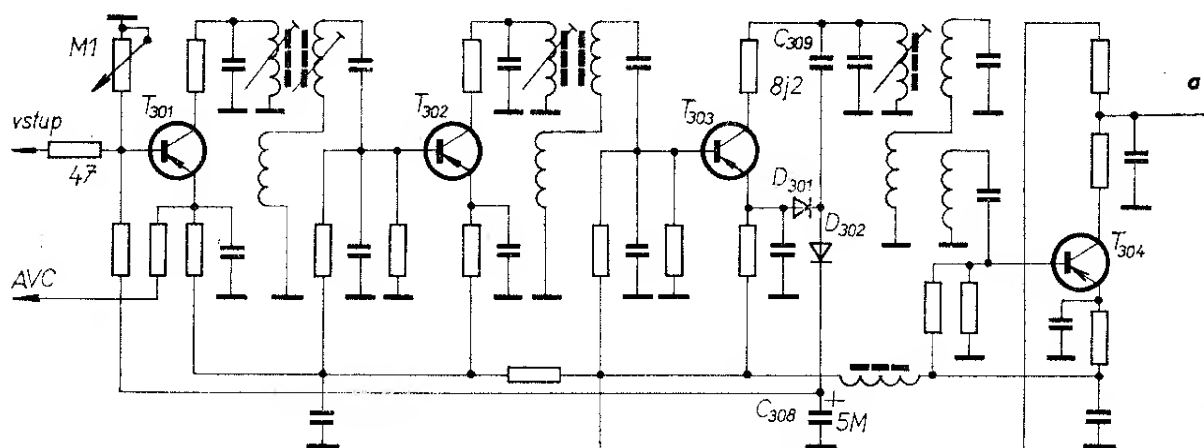 M1
vstup
47
AVC
T301
T302
T303
C309
8j2
D301
D302
C308
+
5M
T304
a